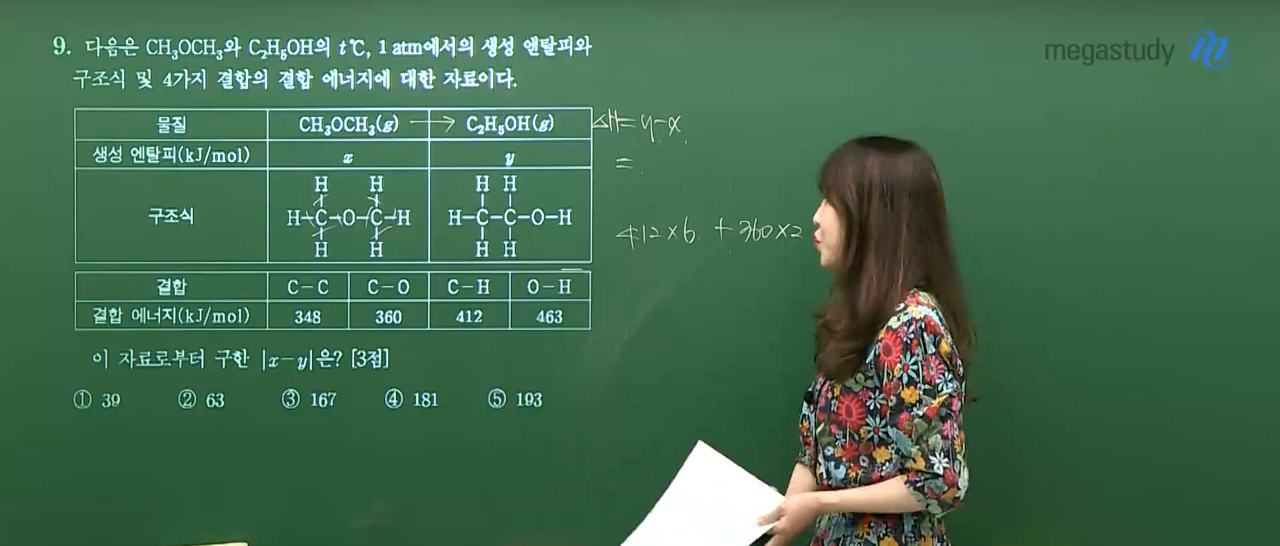 megastudy
9. 다음은 CH₃OCH₃와 C₂H₅OH의 t℃, 1 atm에서의 생성 엔탈피와
구조식 및 4가지 결합의 결합 에너지에 대한 자료이다.
물질 CH₃OCH₃(g) → C₂H₅OH(g) ΔH= y-x
생성 엔탈피(kJ/mol) x y =
구조식
H H H H
H-C-O-C-H H-C-C-O-H
H H H H
412×6 + 360×2
결합 C-C C-O C-H O-H
결합 에너지(kJ/mol) 348 360 412 463
이 자료로부터 구한 |x-y|은? [3점]
① 39 ② 63 ③ 167 ④ 181 ⑤ 193